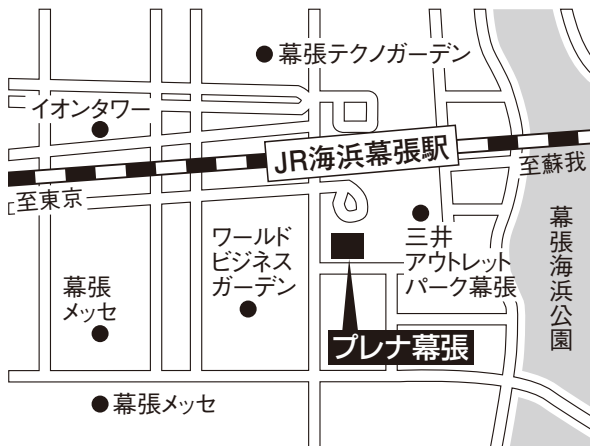 幕張テクノガーデン
イオンタワー
JR海浜幕張駅
至蘇我
至東京
ワールド
ビジネス
ガーデン
三井
アウトレット
パーク幕張
幕張海浜公園
幕張
メッセ
プレナ幕張
幕張メッセ